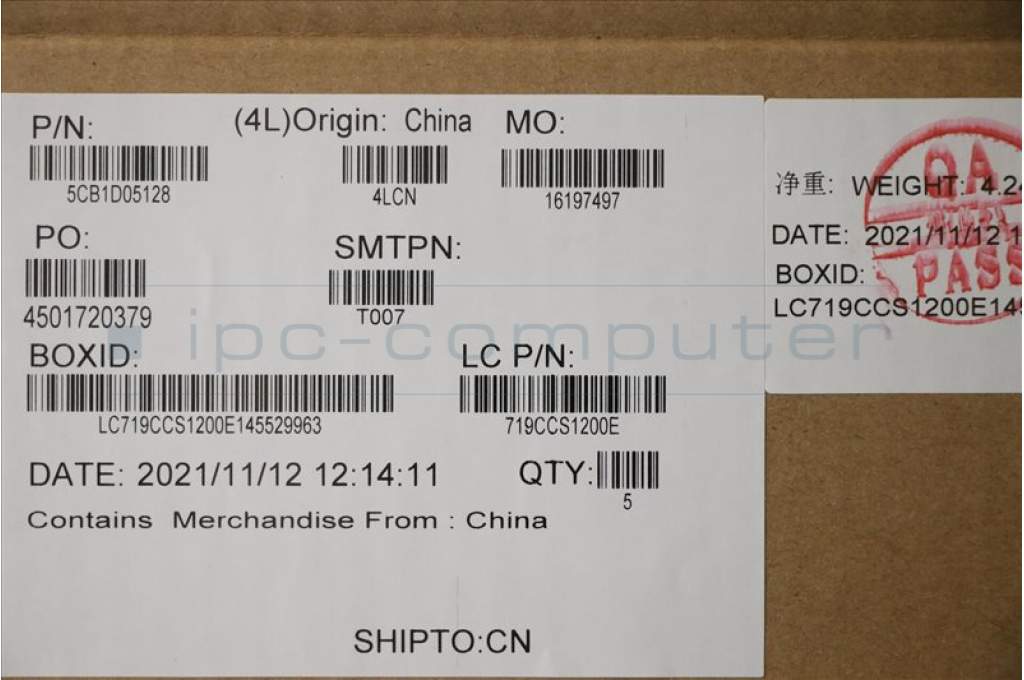 P/N: (4L)Origin: China MO:
5CB1D05128 4LCN 16197497
PO: SMTPN:
4501720379 T007
BOXID: LC P/N:
LC719CCS1200E145529963 719CCS1200E
DATE: 2021/11/12 12:14:11 QTY:
5
Contains Merchandise From : China
SHIPTO:CN
净重: WEIGHT: 4.2
DATE: 2021/11/12 1
BOXID:
LC719CCS1200E14
QA
PASS
ipc-computer